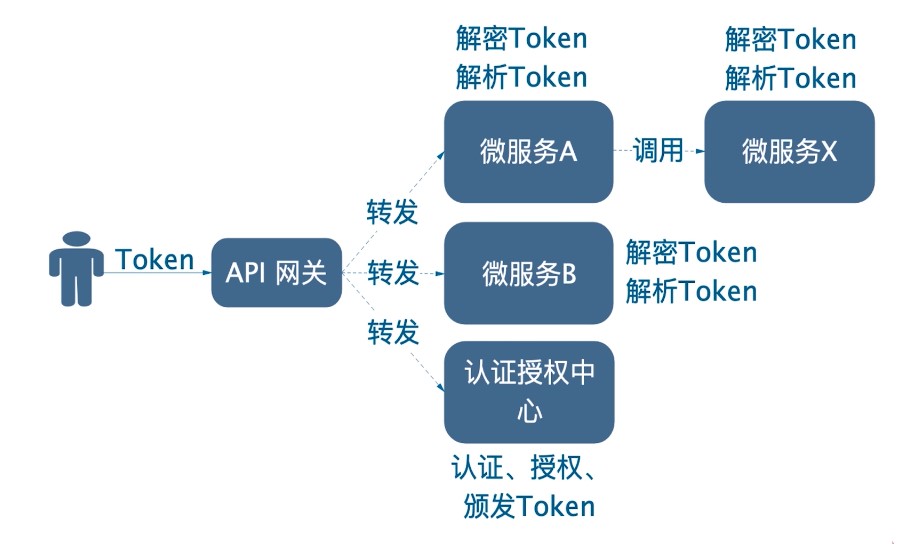 解密Token
解析Token
解密Token
解析Token
微服务A
调用
微服务X
转发
Token
API 网关
转发
微服务B
解密Token
解析Token
转发
认证授权中
心
认证、授权、
颁发Token